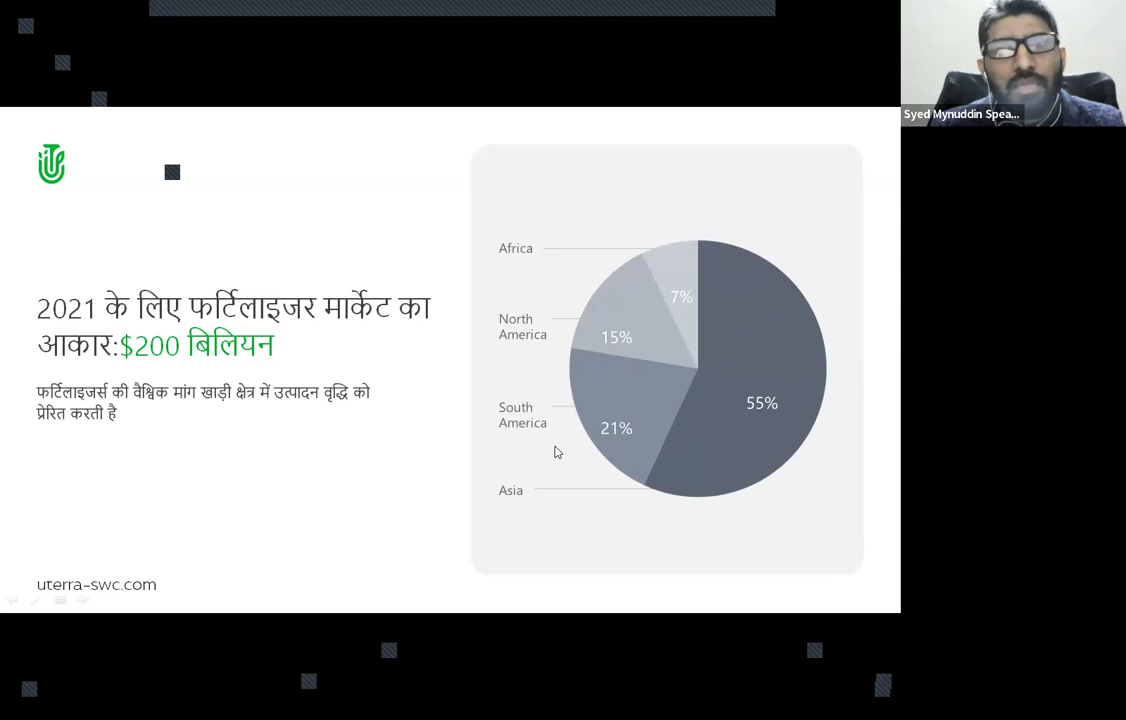 Syed Mynuddin Spea...
2021 के लिए फर्टिलाइजर मार्केट का
आकार:$200 बिलियन
फर्टिलाइजर्स की वैश्विक मांग खाड़ी क्षेत्र में उत्पादन वृद्धि को
प्रेरित करती है
Africa
7%
North
America
15%
South
America
21%
55%
Asia
uterra-swc.com